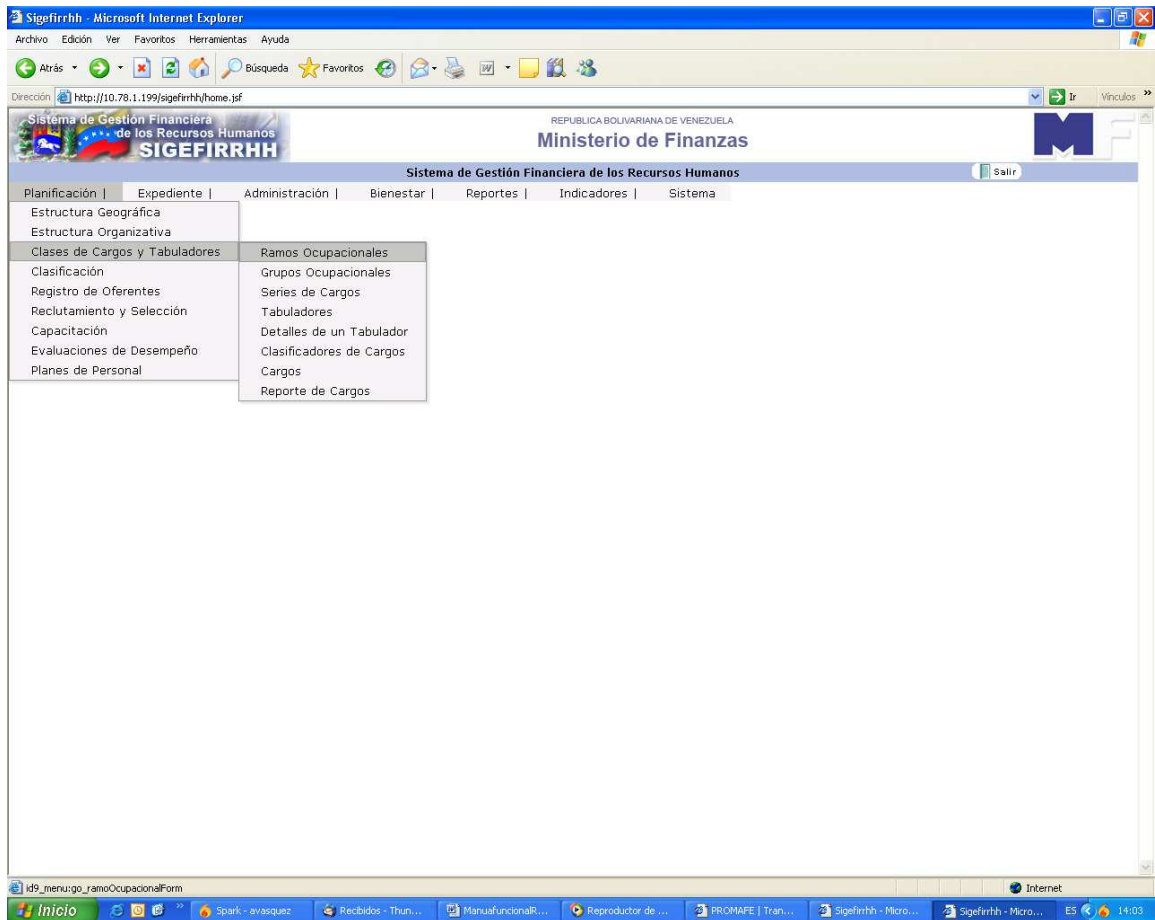 Sigefirrhh - Microsoft Internet Explorer
Archivo Edición Ver Favoritos Herramientas Ayuda
Atrás Búsqueda Favoritos
Dirección http://10.78.1.199/sigefirrhh/home.jsf Ir Vínculos »
Sistema de Gestión Financiera
de los Recursos Humanos
SIGEFIRRHH
REPUBLICA BOLIVARIANA DE VENEZUELA
Ministerio de Finanzas
MF
Sistema de Gestión Financiera de los Recursos Humanos Salir
Planificación | Expediente | Administración | Bienestar | Reportes | Indicadores | Sistema
Estructura Geográfica
Estructura Organizativa
Clases de Cargos y Tabuladores
Clasificación
Registro de Oferentes
Reclutamiento y Selección
Capacitación
Evaluaciones de Desempeño
Planes de Personal
Ramos Ocupacionales
Grupos Ocupacionales
Series de Cargos
Tabuladores
Detalles de un Tabulador
Clasificadores de Cargos
Cargos
Reporte de Cargos
id9_menu:go_ramoOcupacionalForm Internet
Inicio » Spark - avasquez Recibidos - Thun... ManuafuncionalR... Reproductor de ... PROMAFE | Tran... Sigefirrhh - Micro... Sigefirrhh - Micro... ES 14:03